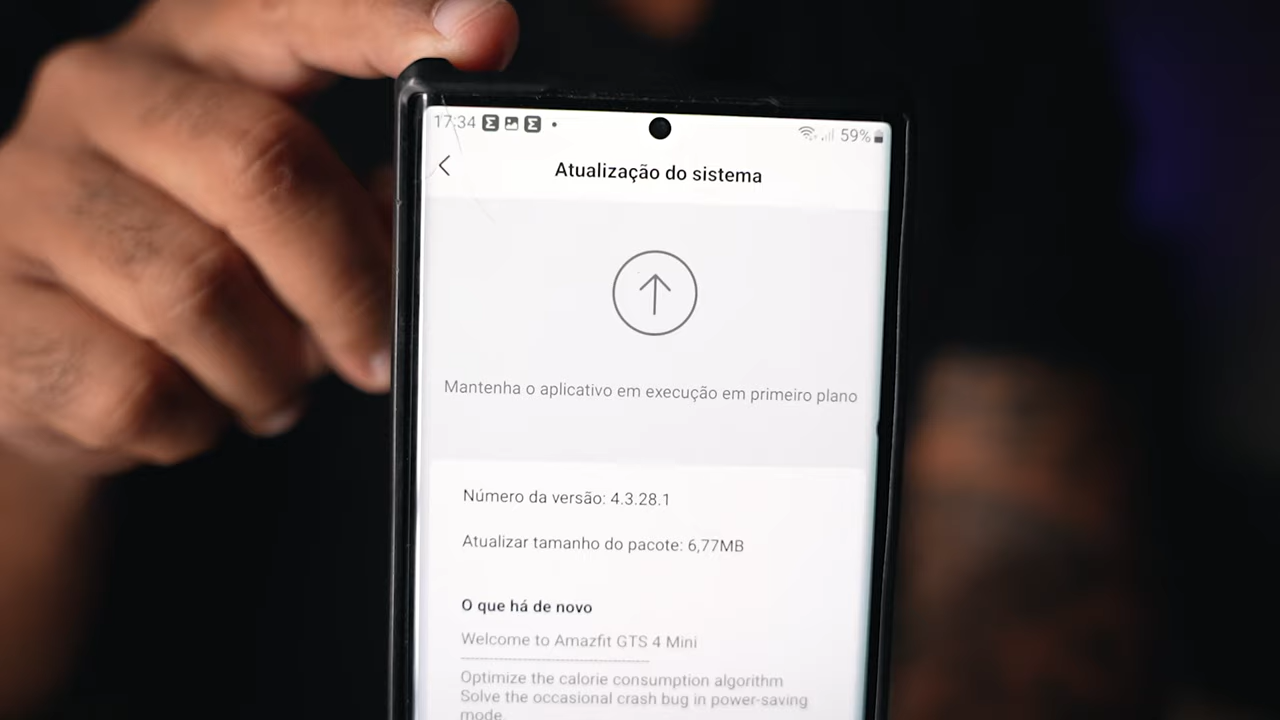 17:34 59%
Atualização do sistema
Mantenha o aplicativo em execução em primeiro plano
Número da versão: 4.3.28.1
Atualizar tamanho do pacote: 6,77MB
O que há de novo
Welcome to Amazfit GTS 4 Mini
Optimize the calorie consumption algorithm
Solve the occasional crash bug in power-saving
mode.